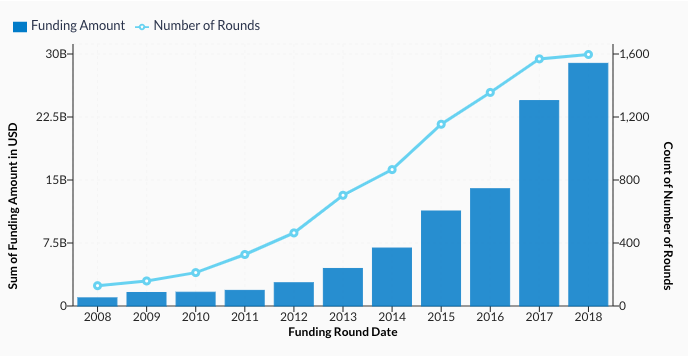 Funding Amount Number of Rounds
30B 1,600
22.5B 1,200
15B 800
7.5B 400
0 0
Sum of Funding Amount in USD
Count of Number of Rounds
2008 2009 2010 2011 2012 2013 2014 2015 2016 2017 2018
Funding Round Date